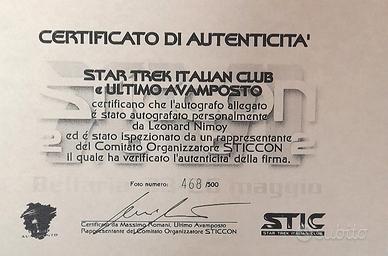 CERTIFICATO DI AUTENTICITA'
STAR TREK ITALIAN CLUB
e ULTIMO AVAMPOSTO
certificano che l'autografo allegato
é stato autografato personalmente
da Leonard Nimoy
ed é stato ispezionato da un rappresentante
del Comitato Organizzatore STICCON
Il quale ha verificato l'autenticita' della firma.
Foto numero: 468 /500
Certificato da Massimo Romani, Ultimo Avamposto
Rappresentante del Comitato Organizzatore STICCON
STIC
STAR TREK ITALIAN CLUB
subito